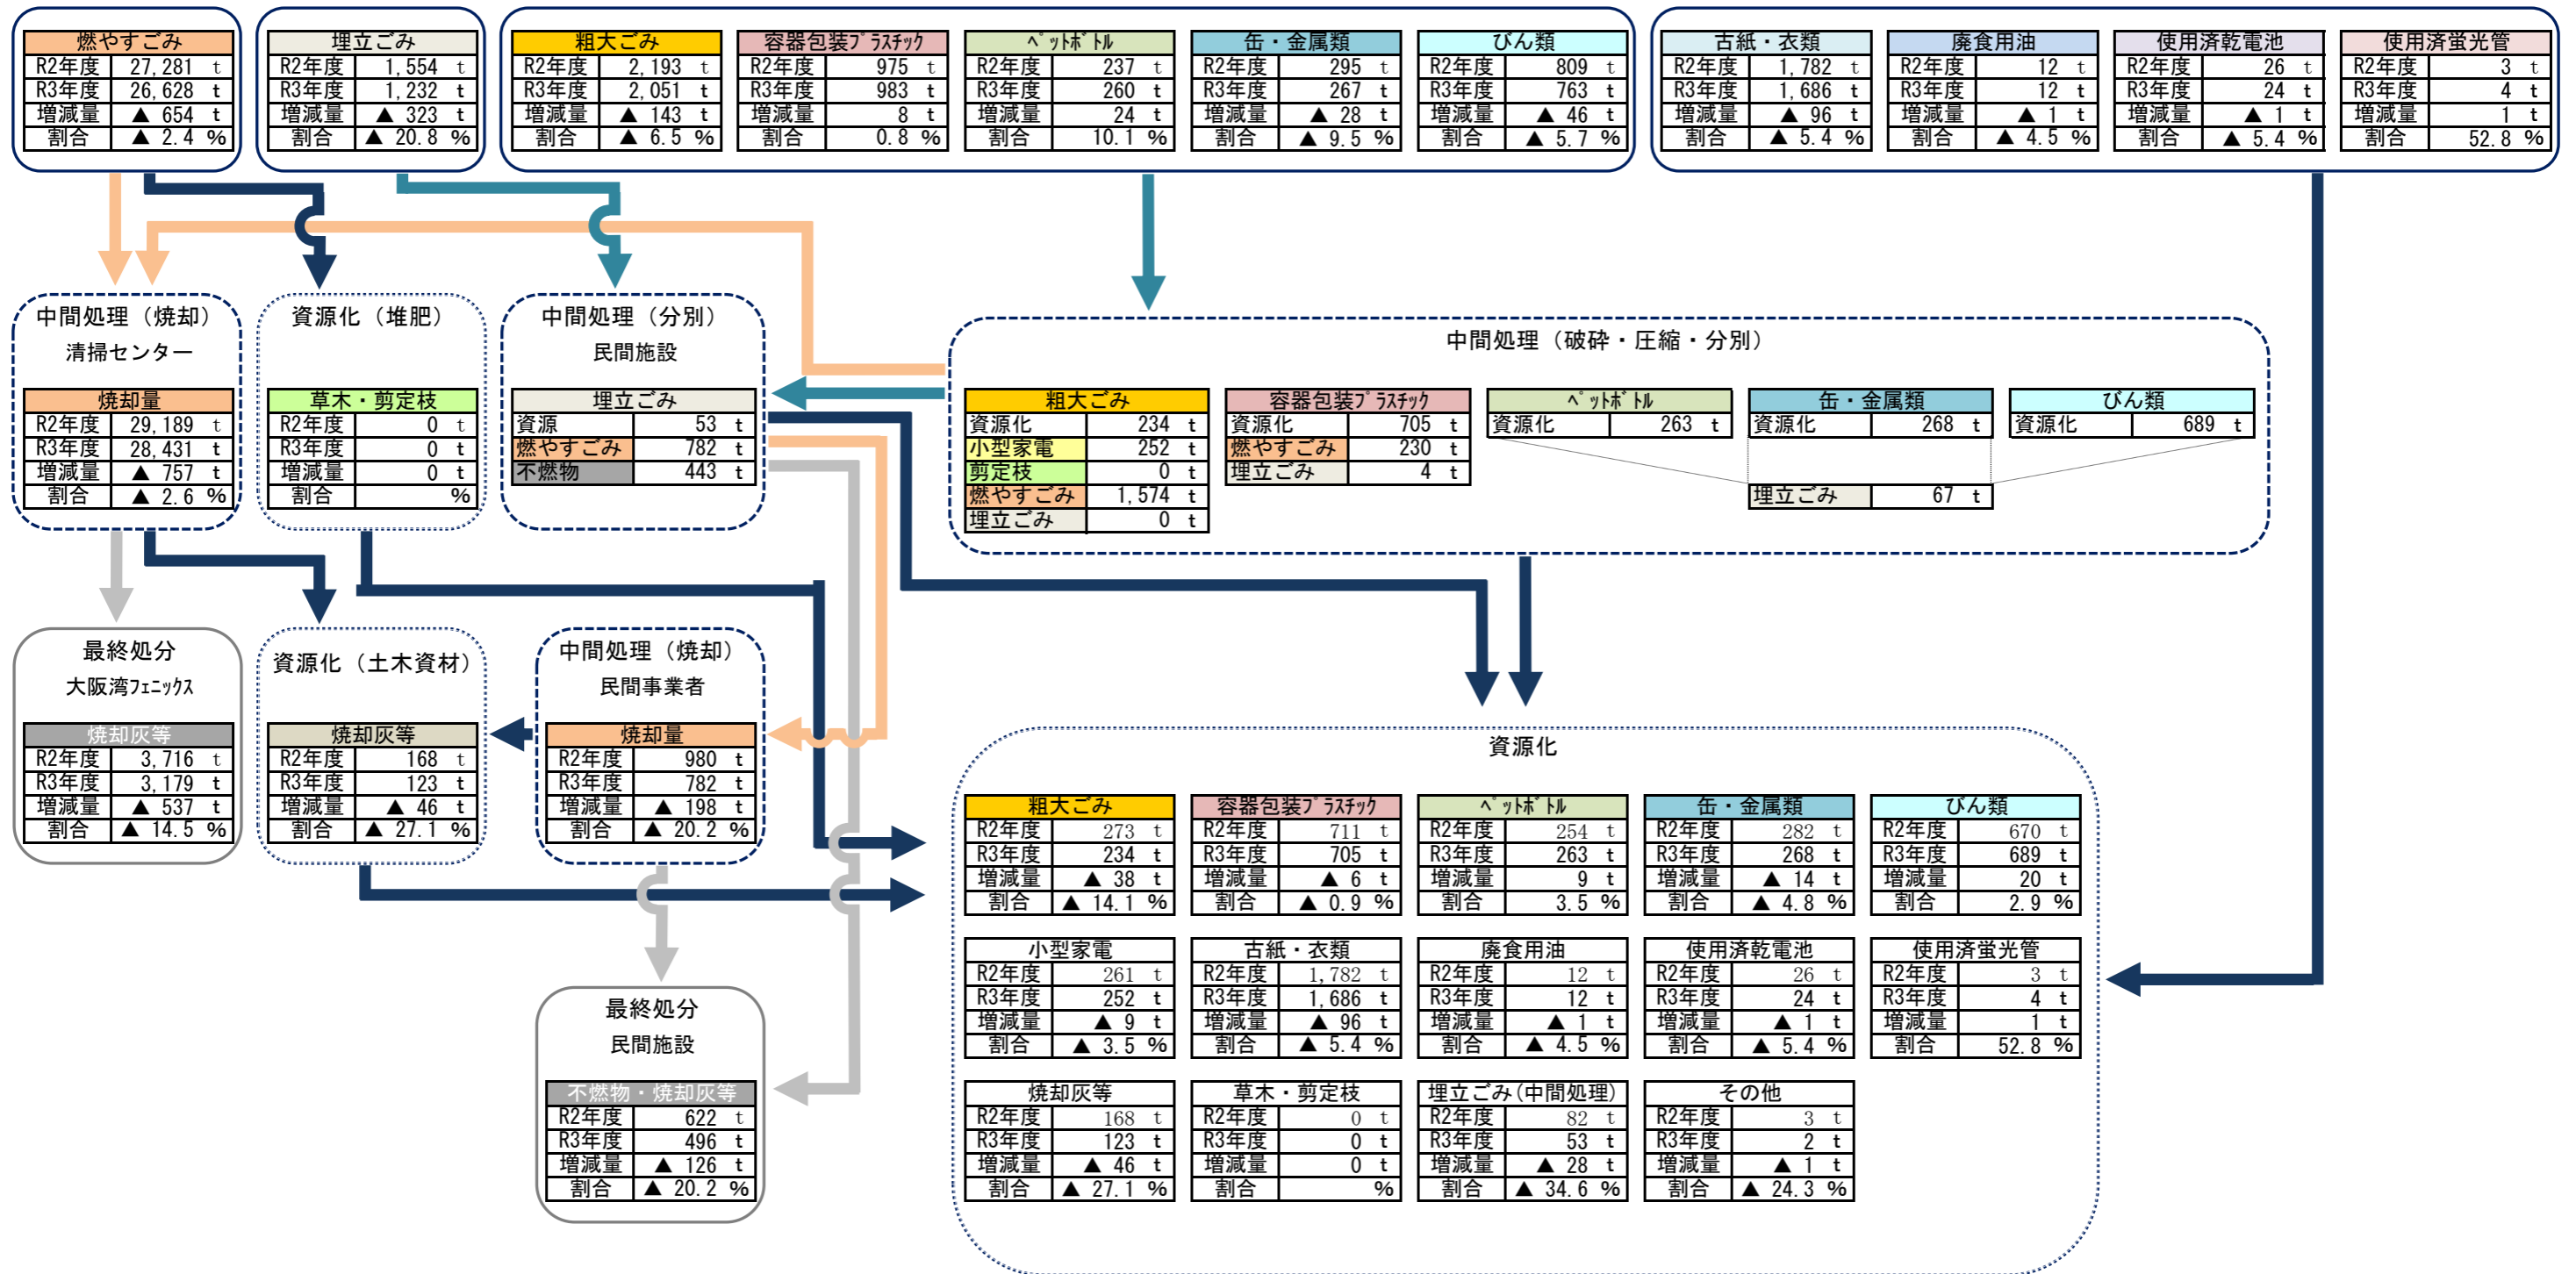 燃やすごみ
R2年度 27,281 t
R3年度 26,628 t
増減量 ▲ 654 t
割合 ▲ 2.4 %
埋立ごみ
R2年度 1,554 t
R3年度 1,232 t
増減量 ▲ 323 t
割合 ▲ 20.8 %
粗大ごみ
R2年度 2,193 t
R3年度 2,051 t
増減量 ▲ 143 t
割合 ▲ 6.5 %
容器包装ﾌﾟﾗｽﾁｯｸ
R2年度 975 t
R3年度 983 t
増減量 8 t
割合 0.8 %
ﾍﾟｯﾄﾎﾞﾄﾙ
R2年度 237 t
R3年度 260 t
増減量 24 t
割合 10.1 %
缶・金属類
R2年度 295 t
R3年度 267 t
増減量 ▲ 28 t
割合 ▲ 9.5 %
びん類
R2年度 809 t
R3年度 763 t
増減量 ▲ 46 t
割合 ▲ 5.7 %
古紙・衣類
R2年度 1,782 t
R3年度 1,686 t
増減量 ▲ 96 t
割合 ▲ 5.4 %
廃食用油
R2年度 12 t
R3年度 12 t
増減量 ▲ 1 t
割合 ▲ 4.5 %
使用済乾電池
R2年度 26 t
R3年度 24 t
増減量 ▲ 1 t
割合 ▲ 5.4 %
使用済蛍光管
R2年度 3 t
R3年度 4 t
増減量 1 t
割合 52.8 %
中間処理（焼却）
清掃センター
焼却量
R2年度 29,189 t
R3年度 28,431 t
増減量 ▲ 757 t
割合 ▲ 2.6 %
資源化（堆肥）
草木・剪定枝
R2年度 0 t
R3年度 0 t
増減量 0 t
割合 %
中間処理（分別）
民間施設
埋立ごみ
資源 53 t
燃やすごみ 782 t
不燃物 443 t
中間処理（破砕・圧縮・分別）
粗大ごみ
資源化 234 t
小型家電 252 t
剪定枝 0 t
燃やすごみ 1,574 t
埋立ごみ 0 t
容器包装ﾌﾟﾗｽﾁｯｸ
資源化 705 t
燃やすごみ 230 t
埋立ごみ 4 t
ﾍﾟｯﾄﾎﾞﾄﾙ
資源化 263 t
缶・金属類
資源化 268 t
びん類
資源化 689 t
埋立ごみ 67 t
最終処分
大阪湾ﾌｪﾆｯｸｽ
焼却灰等
R2年度 3,716 t
R3年度 3,179 t
増減量 ▲ 537 t
割合 ▲ 14.5 %
資源化（土木資材）
焼却灰等
R2年度 168 t
R3年度 123 t
増減量 ▲ 46 t
割合 ▲ 27.1 %
中間処理（焼却）
民間事業者
焼却量
R2年度 980 t
R3年度 782 t
増減量 ▲ 198 t
割合 ▲ 20.2 %
最終処分
民間施設
不燃物・焼却灰等
R2年度 622 t
R3年度 496 t
増減量 ▲ 126 t
割合 ▲ 20.2 %
資源化
粗大ごみ
R2年度 273 t
R3年度 234 t
増減量 ▲ 38 t
割合 ▲ 14.1 %
容器包装ﾌﾟﾗｽﾁｯｸ
R2年度 711 t
R3年度 705 t
増減量 ▲ 6 t
割合 ▲ 0.9 %
ﾍﾟｯﾄﾎﾞﾄﾙ
R2年度 254 t
R3年度 263 t
増減量 9 t
割合 3.5 %
缶・金属類
R2年度 282 t
R3年度 268 t
増減量 ▲ 14 t
割合 ▲ 4.8 %
びん類
R2年度 670 t
R3年度 689 t
増減量 20 t
割合 2.9 %
小型家電
R2年度 261 t
R3年度 252 t
増減量 ▲ 9 t
割合 ▲ 3.5 %
古紙・衣類
R2年度 1,782 t
R3年度 1,686 t
増減量 ▲ 96 t
割合 ▲ 5.4 %
廃食用油
R2年度 12 t
R3年度 12 t
増減量 ▲ 1 t
割合 ▲ 4.5 %
使用済乾電池
R2年度 26 t
R3年度 24 t
増減量 ▲ 1 t
割合 ▲ 5.4 %
使用済蛍光管
R2年度 3 t
R3年度 4 t
増減量 1 t
割合 52.8 %
焼却灰等
R2年度 168 t
R3年度 123 t
増減量 ▲ 46 t
割合 ▲ 27.1 %
草木・剪定枝
R2年度 0 t
R3年度 0 t
増減量 0 t
割合 %
埋立ごみ(中間処理)
R2年度 82 t
R3年度 53 t
増減量 ▲ 28 t
割合 ▲ 34.6 %
その他
R2年度 3 t
R3年度 2 t
増減量 ▲ 1 t
割合 ▲ 24.3 %